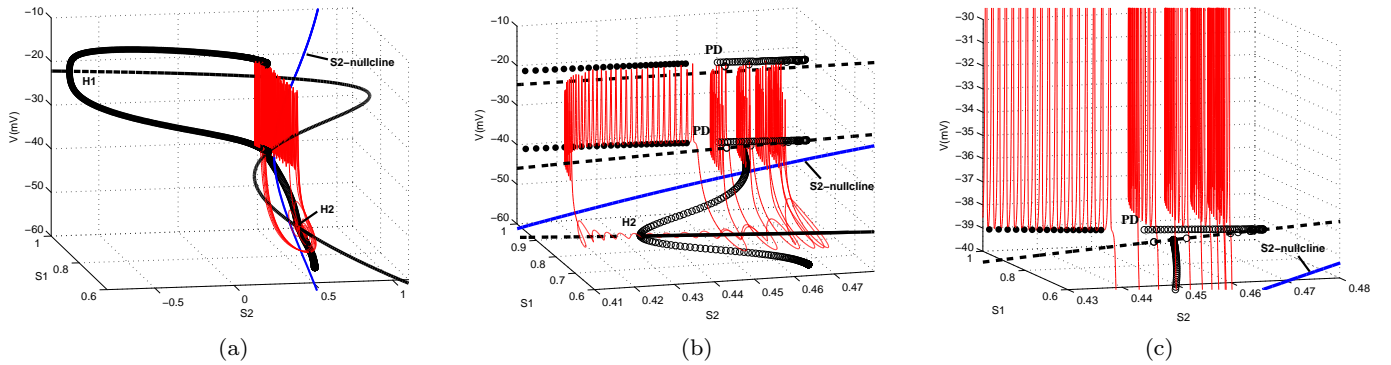 −10
−20
−30
−40
−50
−60
V(mV)
1
0.8
0.6
S1
−0.5
0
0.5
1
S2
H1
H2
S2−nullcline
(a)
−10
−20
−30
−40
−50
−60
V(mV)
1
0.9
0.8
0.7
0.6
S1
0.41
0.42
0.43
0.44
0.45
0.46
0.47
S2
PD
PD
H2
S2−nullcline
(b)
−30
−31
−32
−33
−34
−35
−36
−37
−38
−39
−40
V(mV)
1
0.8
0.6
S1
0.43
0.44
0.45
0.46
0.47
0.48
S2
PD
S2−nullcline
(c)